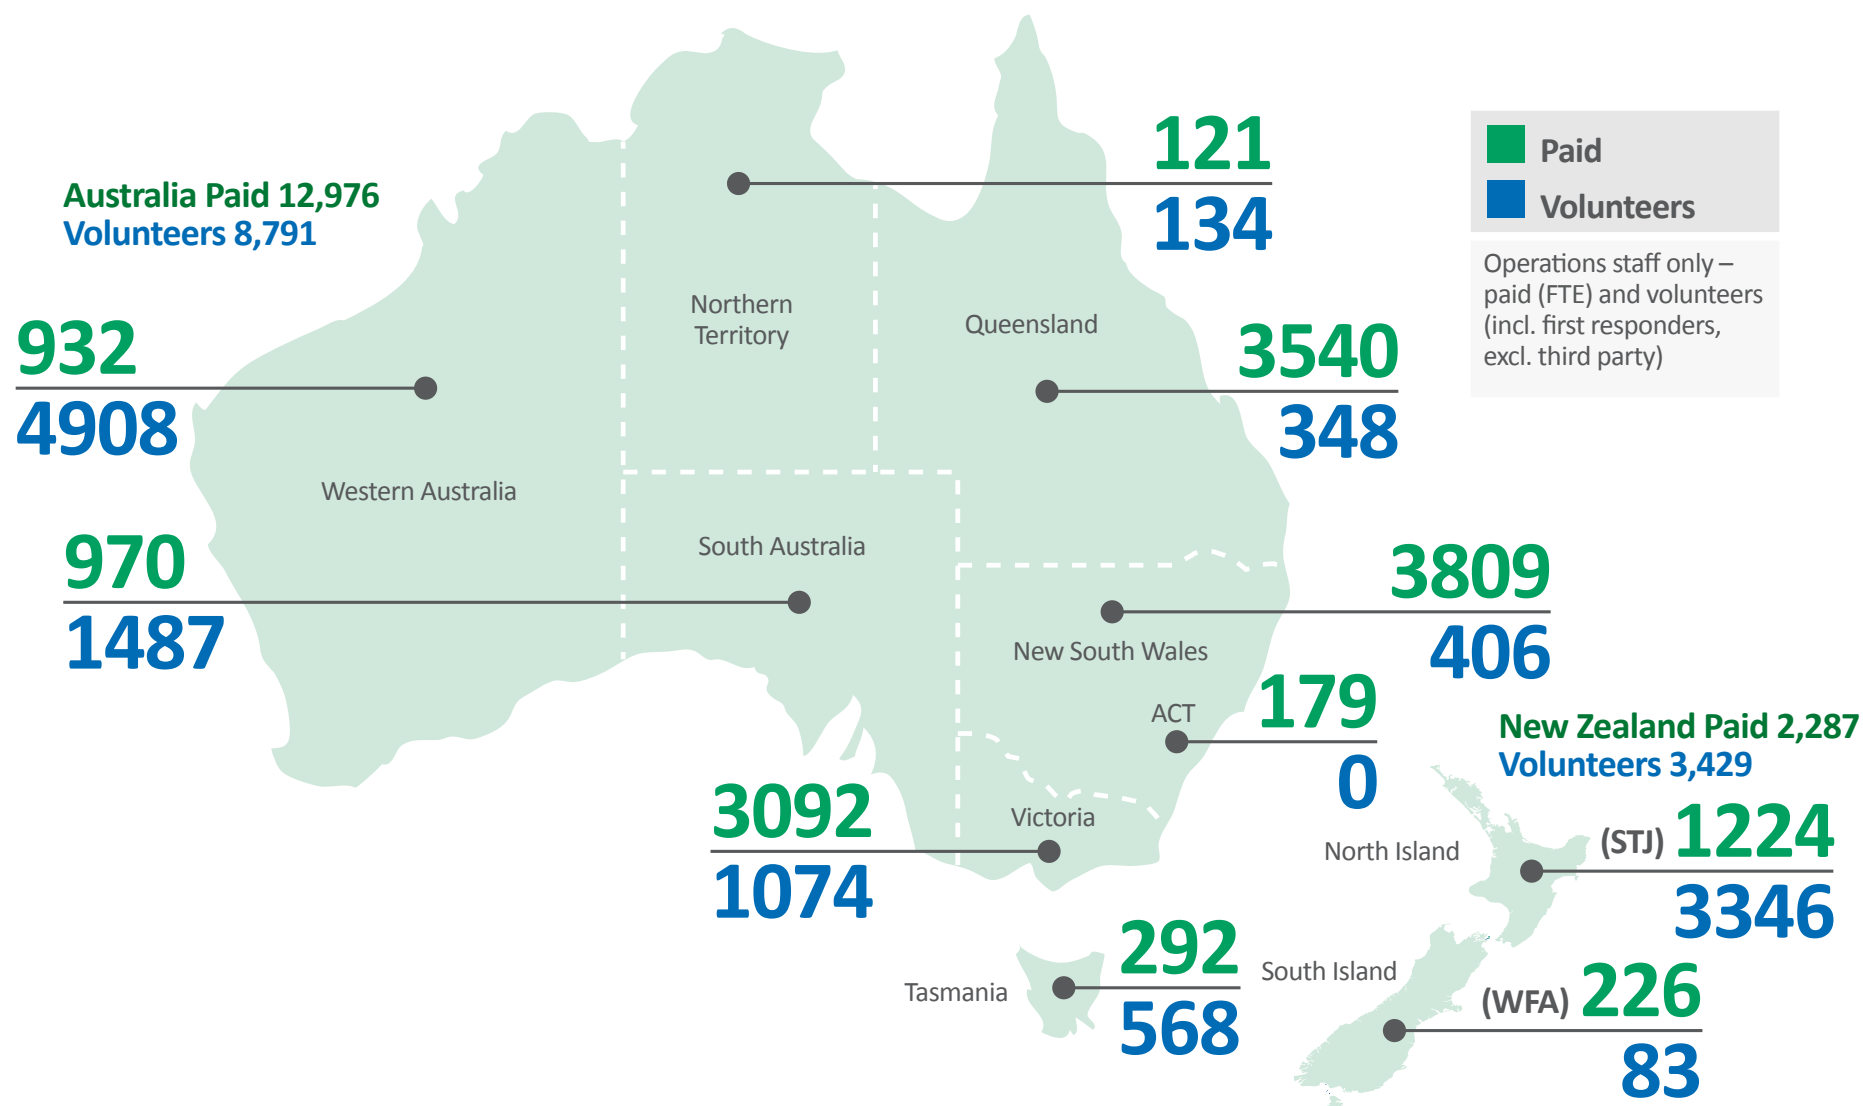 121
134
Paid
Volunteers
Australia Paid 12,976
Volunteers 8,791
Operations staff only –
paid (FTE) and volunteers
(incl. first responders,
excl. third party)
Northern
Territory
Queensland
932
4908
3540
348
Western Australia
South Australia
970
1487
3809
406
New South Wales
ACT
179
0
New Zealand Paid 2,287
Volunteers 3,429
3092
1074
Victoria
North Island
(STJ) 1224
3346
Tasmania
292
568
South Island
(WFA) 226
83